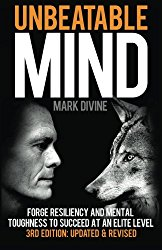 UNBEATABLE
MIND
MARK DIVINE
FORGE RESILIENCY AND MENTAL
TOUGHNESS TO SUCCEED AT AN ELITE LEVEL
3RD EDITION: UPDATED & REVISED